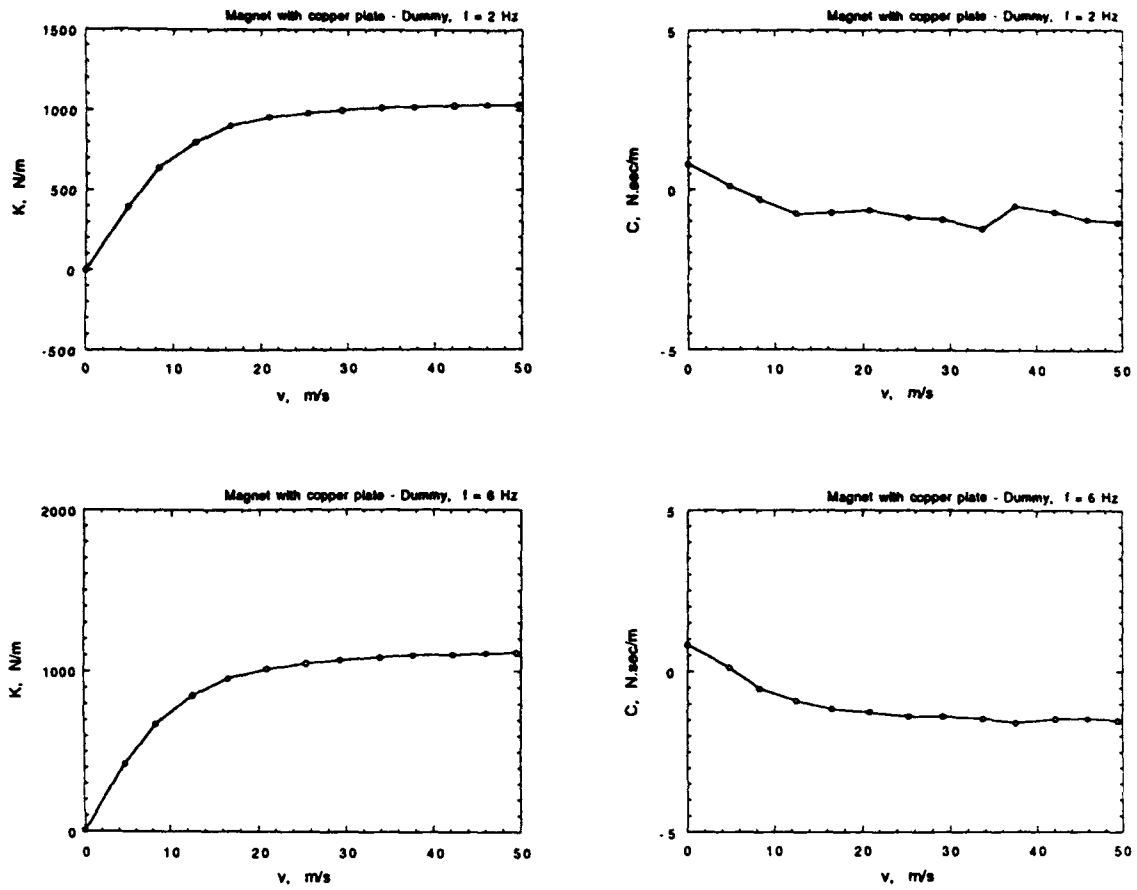 Magnet with copper plate - Dummy, f = 2 Hz
1500
1000
500
0
-500
K, N/m
0 10 20 30 40 50
v, m/s
Magnet with copper plate - Dummy, f = 2 Hz
5
0
-5
C, N.sec/m
0 10 20 30 40 50
v, m/s
Magnet with copper plate - Dummy, f = 6 Hz
2000
1000
0
K, N/m
0 10 20 30 40 50
v, m/s
Magnet with copper plate - Dummy, f = 6 Hz
5
0
-5
C, N.sec/m
0 10 20 30 40 50
v, m/s